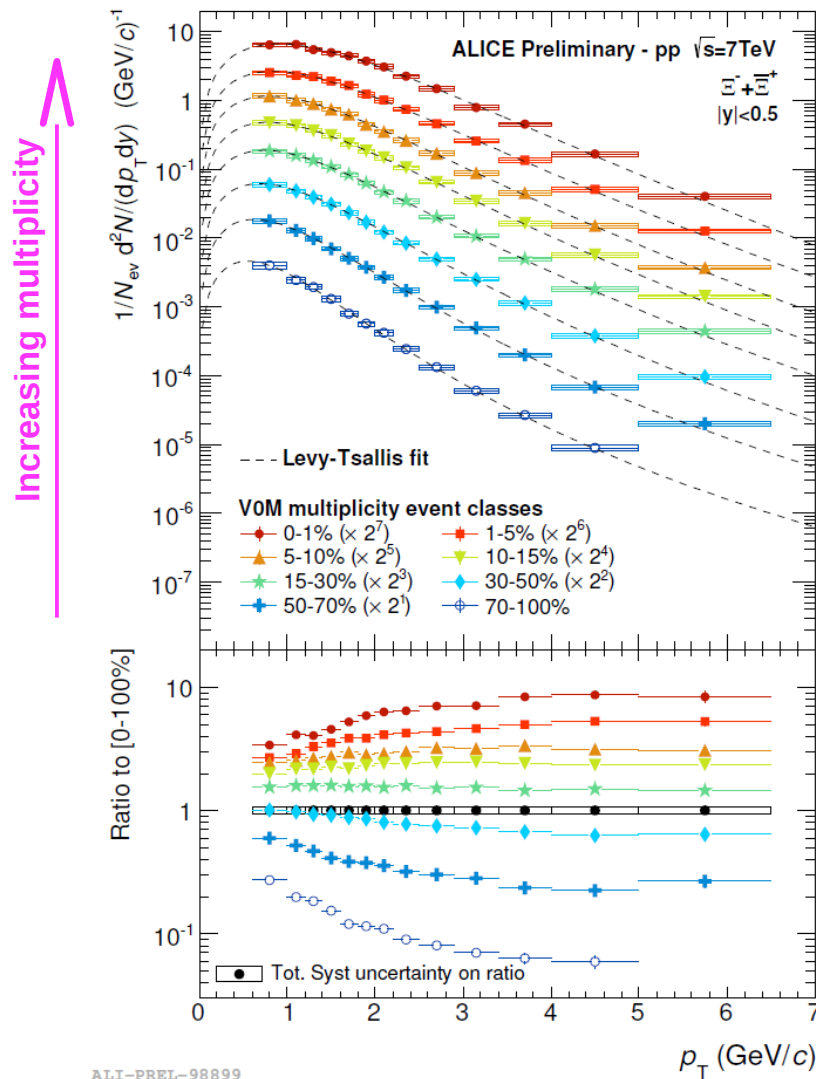 Increasing multiplicity
1/N_ev d²N/(dp_T dy) (GeV/c)⁻¹
10
1
10⁻¹
10⁻²
10⁻³
10⁻⁴
10⁻⁵
10⁻⁶
10⁻⁷
ALICE Preliminary - pp √s=7TeV
Ξ⁻+Ξ̅⁺
|y|<0.5
Levy-Tsallis fit
V0M multiplicity event classes
0-1% (× 2⁷) 1-5% (× 2⁶)
5-10% (× 2⁵) 10-15% (× 2⁴)
15-30% (× 2³) 30-50% (× 2²)
50-70% (× 2¹) 70-100%
Ratio to [0-100%]
10
1
10⁻¹
Tot. Syst uncertainty on ratio
0 1 2 3 4 5 6 7
p_T (GeV/c)
ALI-PREL-98899